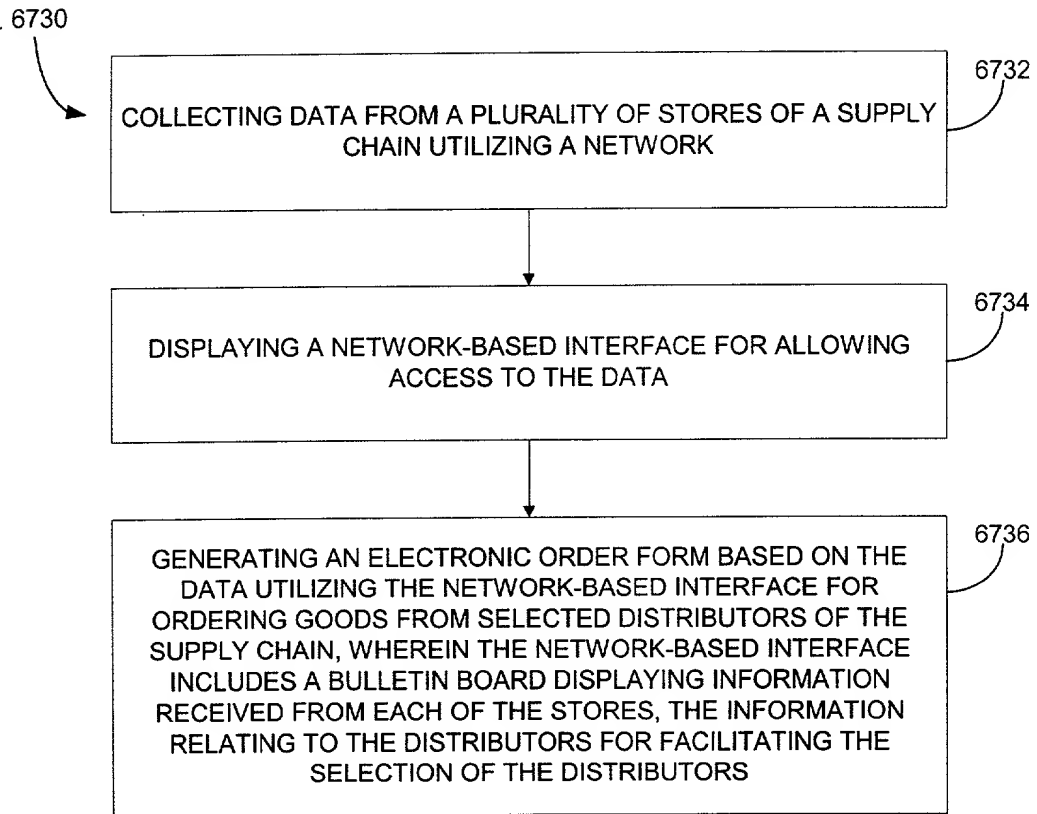 6730
6732
COLLECTING DATA FROM A PLURALITY OF STORES OF A SUPPLY
CHAIN UTILIZING A NETWORK
6734
DISPLAYING A NETWORK-BASED INTERFACE FOR ALLOWING
ACCESS TO THE DATA
6736
GENERATING AN ELECTRONIC ORDER FORM BASED ON THE
DATA UTILIZING THE NETWORK-BASED INTERFACE FOR
ORDERING GOODS FROM SELECTED DISTRIBUTORS OF THE
SUPPLY CHAIN, WHEREIN THE NETWORK-BASED INTERFACE
INCLUDES A BULLETIN BOARD DISPLAYING INFORMATION
RECEIVED FROM EACH OF THE STORES, THE INFORMATION
RELATING TO THE DISTRIBUTORS FOR FACILITATING THE
SELECTION OF THE DISTRIBUTORS